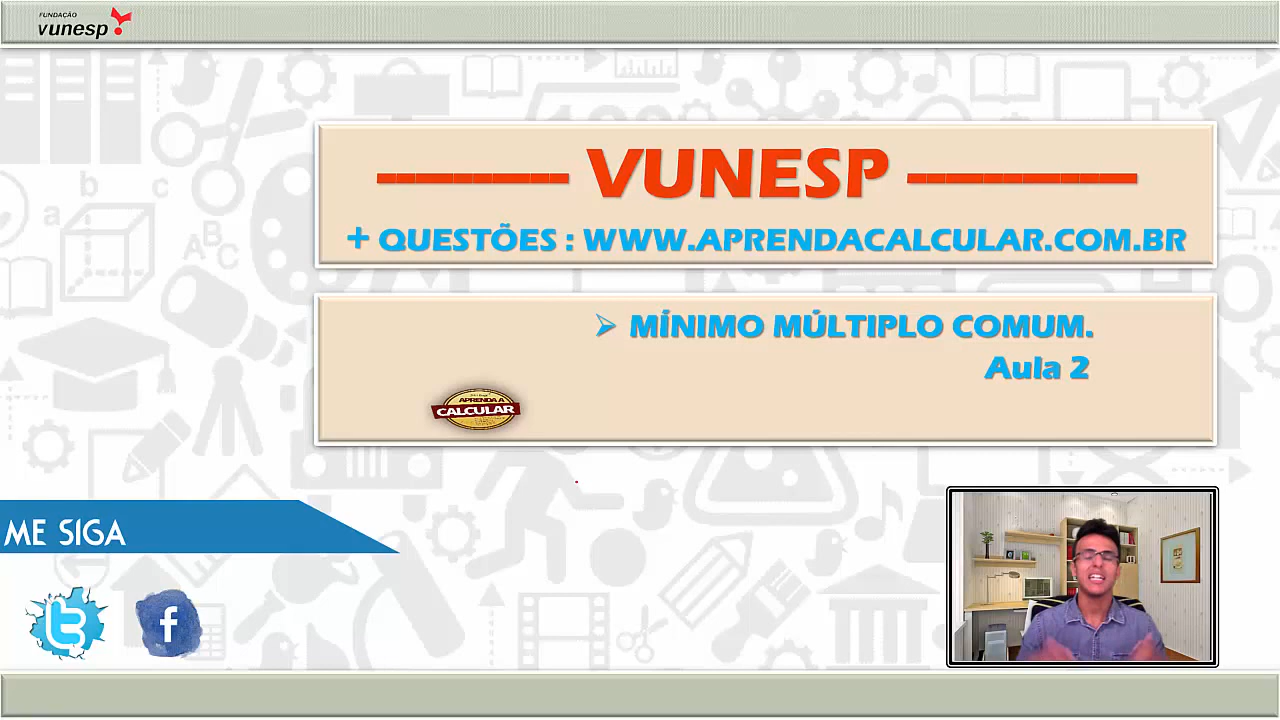 FUNDAÇÃO
vunesp
---------- VUNESP ------------
+ QUESTÕES : WWW.APRENDACALCULAR.COM.BR
➢ MÍNIMO MÚLTIPLO COMUM.
Aula 2
APRENDA A
CALCULAR
ME SIGA
f
a b c
A B C